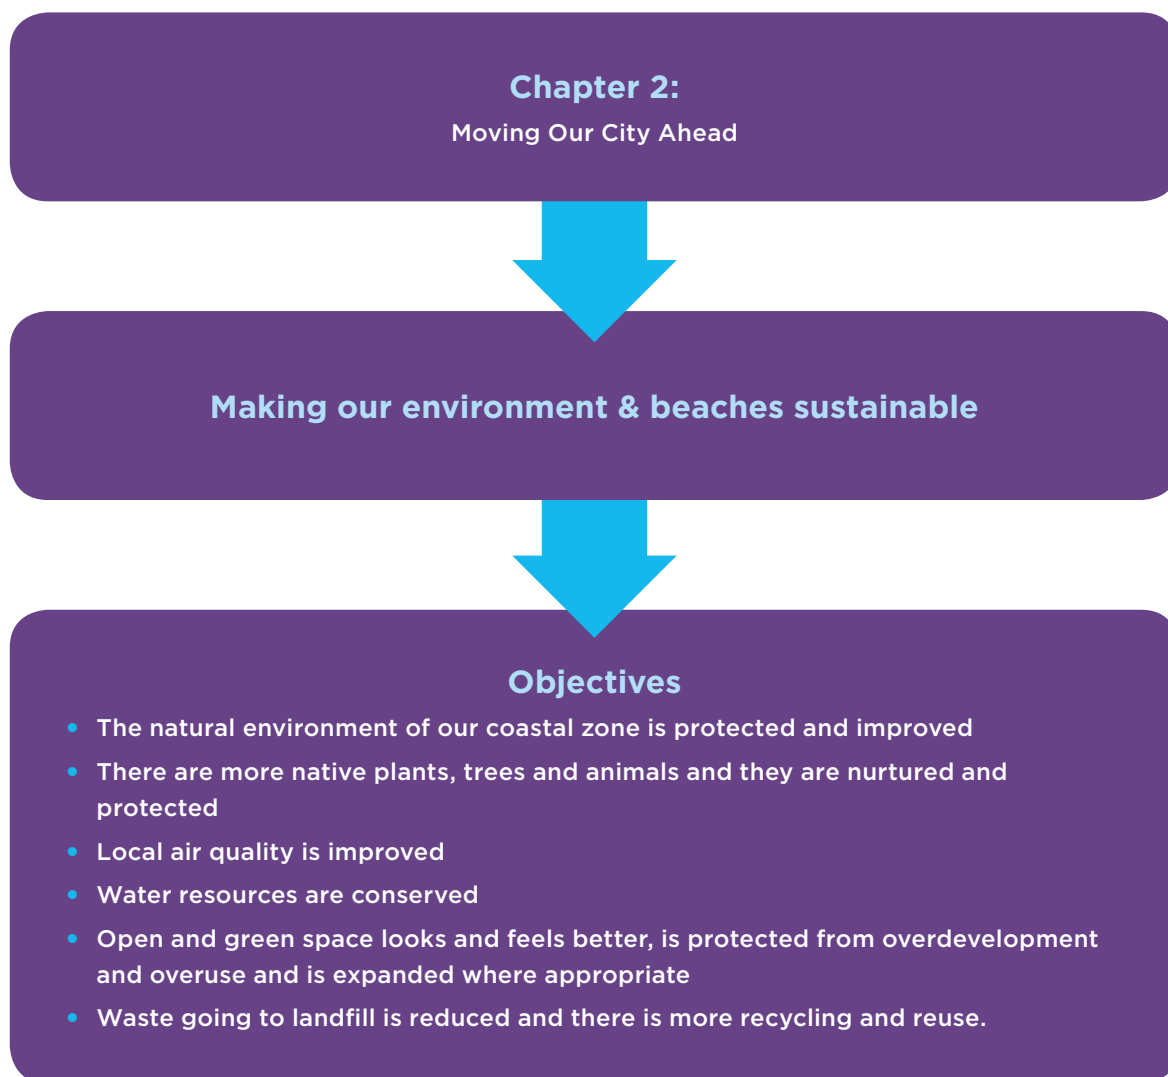 Chapter 2:
Moving Our City Ahead
Making our environment & beaches sustainable
Objectives
• The natural environment of our coastal zone is protected and improved
• There are more native plants, trees and animals and they are nurtured and
protected
• Local air quality is improved
• Water resources are conserved
• Open and green space looks and feels better, is protected from overdevelopment
and overuse and is expanded where appropriate
• Waste going to landfill is reduced and there is more recycling and reuse.